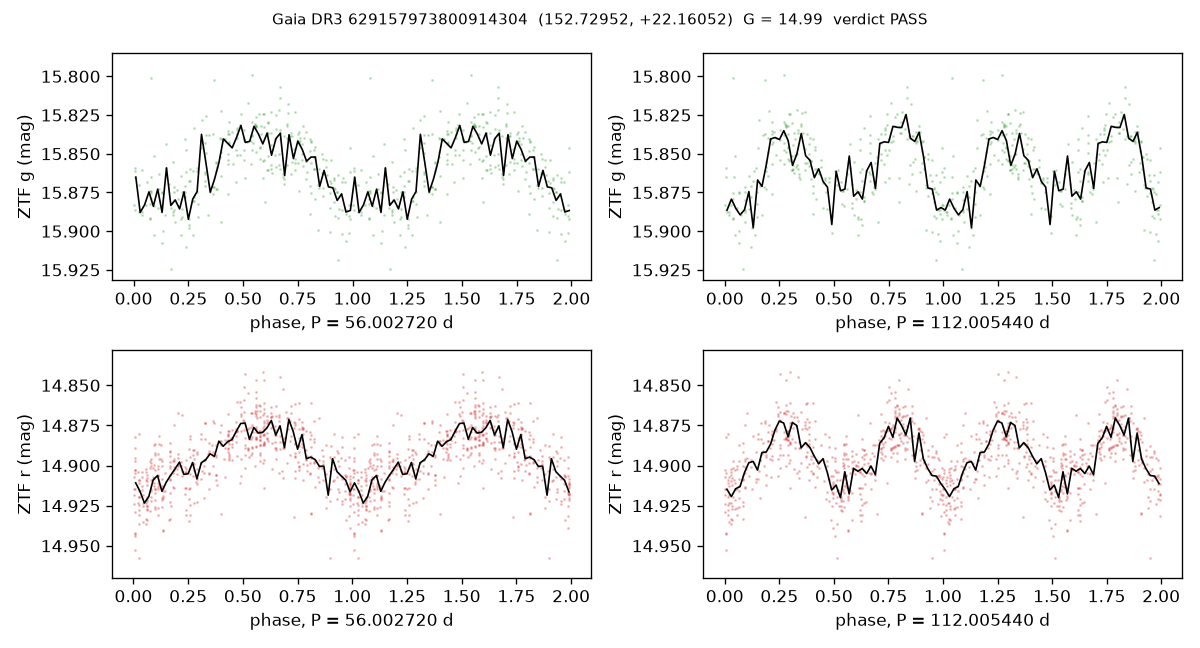 Gaia DR3 629157973800914304 (152.72952, +22.16052) G = 14.99 verdict PASS
ZTF g (mag)
15.800
15.825
15.850
15.875
15.900
15.925
0.00 0.25 0.50 0.75 1.00 1.25 1.50 1.75 2.00
phase, P = 56.002720 d
ZTF g (mag)
15.800
15.825
15.850
15.875
15.900
15.925
0.00 0.25 0.50 0.75 1.00 1.25 1.50 1.75 2.00
phase, P = 112.005440 d
ZTF r (mag)
14.850
14.875
14.900
14.925
14.950
0.00 0.25 0.50 0.75 1.00 1.25 1.50 1.75 2.00
phase, P = 56.002720 d
ZTF r (mag)
14.850
14.875
14.900
14.925
14.950
0.00 0.25 0.50 0.75 1.00 1.25 1.50 1.75 2.00
phase, P = 112.005440 d